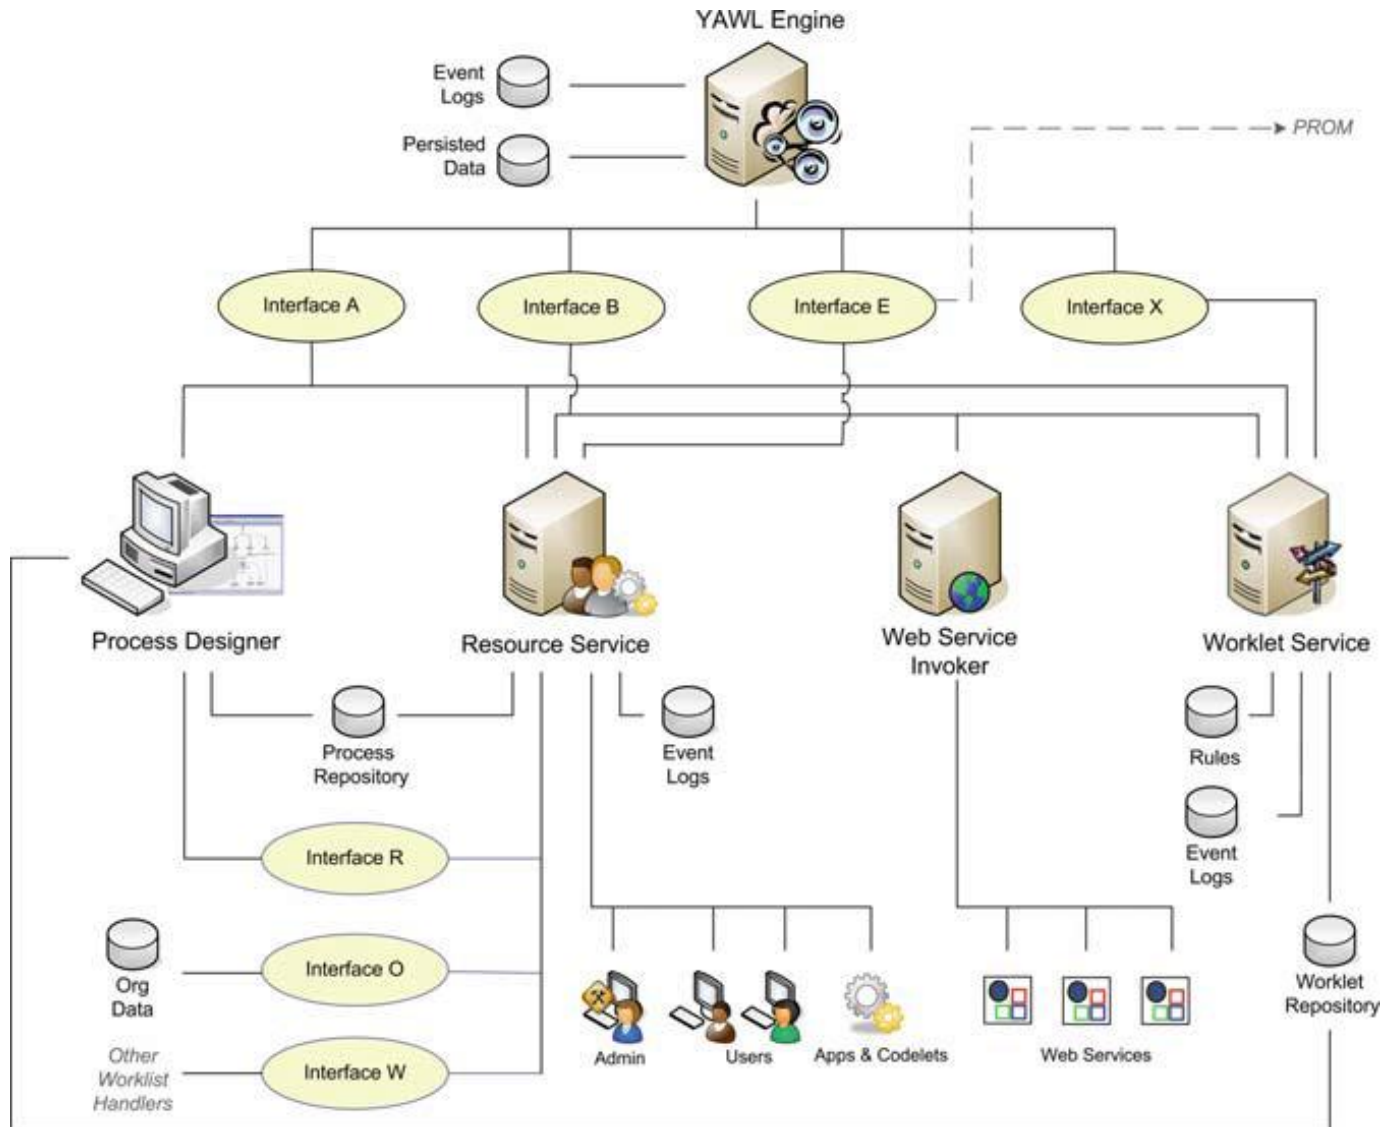 YAWL Engine
Event
Logs
Persisted
Data
PROM
Interface A
Interface B
Interface E
Interface X
Process Designer
Resource Service
Web Service
Invoker
Worklet Service
Process
Repository
Event
Logs
Rules
Event
Logs
Interface R
Org
Data
Interface O
Worklet
Repository
Admin
Users
Apps & Codelets
Web Services
Other
Worklist
Handlers
Interface W